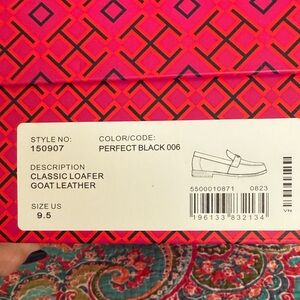 STYLE NO: COLOR/CODE:
150907 PERFECT BLACK 006
DESCRIPTION
CLASSIC LOAFER
GOAT LEATHER
5500010871 0823
SIZE US
9.5
196133 832134
VN